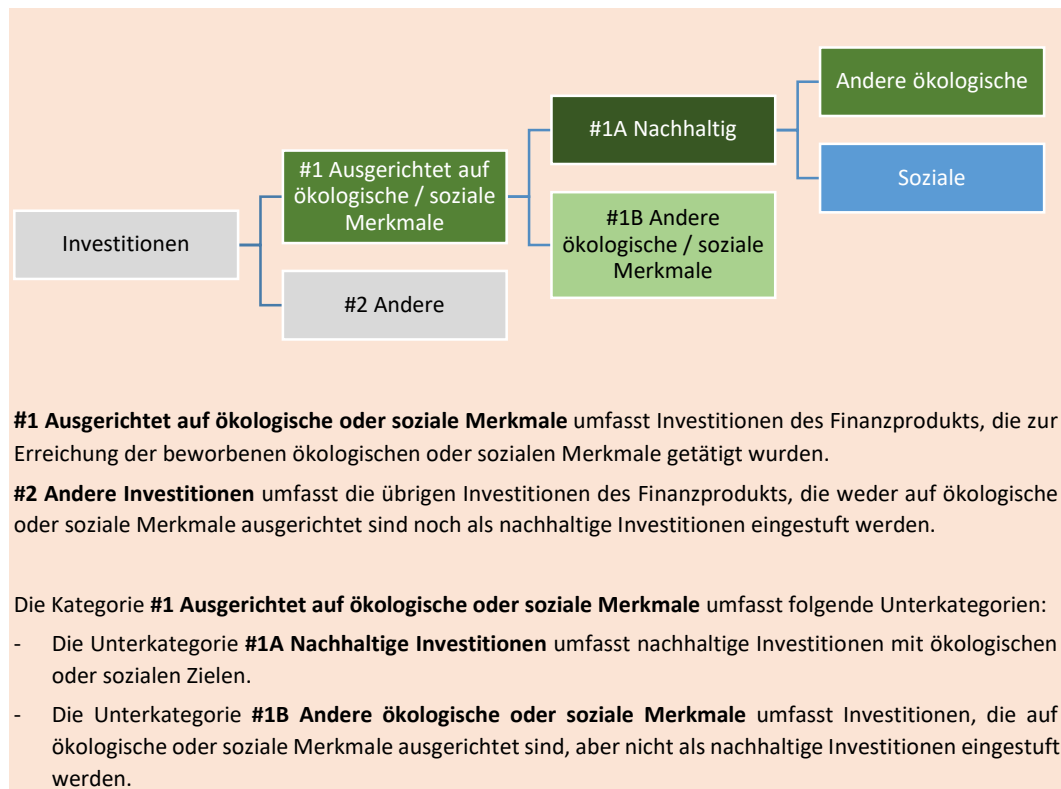 Andere ökologische
#1A Nachhaltig
#1 Ausgerichtet auf
ökologische / soziale
Merkmale
Soziale
#1B Andere
ökologische / soziale
Merkmale
Investitionen
#2 Andere
#1 Ausgerichtet auf ökologische oder soziale Merkmale umfasst Investitionen des Finanzprodukts, die zur
Erreichung der beworbenen ökologischen oder sozialen Merkmale getätigt wurden.
#2 Andere Investitionen umfasst die übrigen Investitionen des Finanzprodukts, die weder auf ökologische
oder soziale Merkmale ausgerichtet sind noch als nachhaltige Investitionen eingestuft werden.
Die Kategorie #1 Ausgerichtet auf ökologische oder soziale Merkmale umfasst folgende Unterkategorien:
- Die Unterkategorie #1A Nachhaltige Investitionen umfasst nachhaltige Investitionen mit ökologischen
oder sozialen Zielen.
- Die Unterkategorie #1B Andere ökologische oder soziale Merkmale umfasst Investitionen, die auf
ökologische oder soziale Merkmale ausgerichtet sind, aber nicht als nachhaltige Investitionen eingestuft
werden.